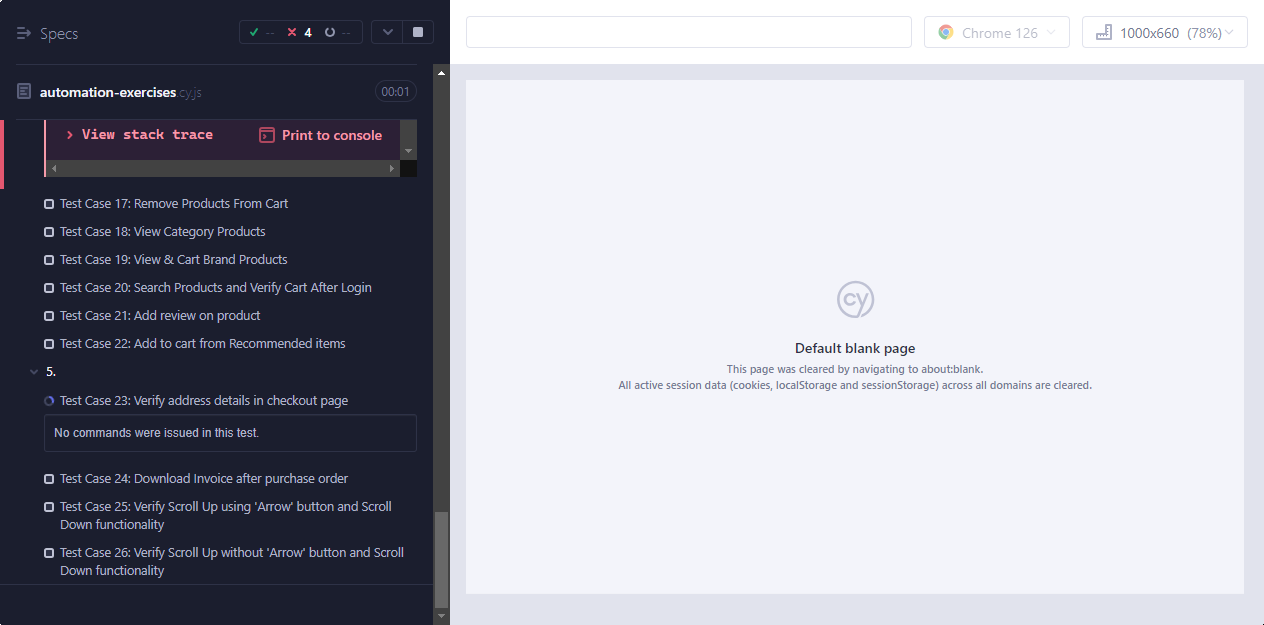 Specs
--
4
--
Chrome 126
1000x660 (78%)
automation-exercises.cy.js
00:01
View stack trace
Print to console
Test Case 17: Remove Products From Cart
Test Case 18: View Category Products
Test Case 19: View & Cart Brand Products
Test Case 20: Search Products and Verify Cart After Login
Test Case 21: Add review on product
Test Case 22: Add to cart from Recommended items
5.
Test Case 23: Verify address details in checkout page
No commands were issued in this test.
Test Case 24: Download Invoice after purchase order
Test Case 25: Verify Scroll Up using 'Arrow' button and Scroll
Down functionality
Test Case 26: Verify Scroll Up without 'Arrow' button and Scroll
Down functionality
cy
Default blank page
This page was cleared by navigating to about:blank.
All active session data (cookies, localStorage and sessionStorage) across all domains are cleared.